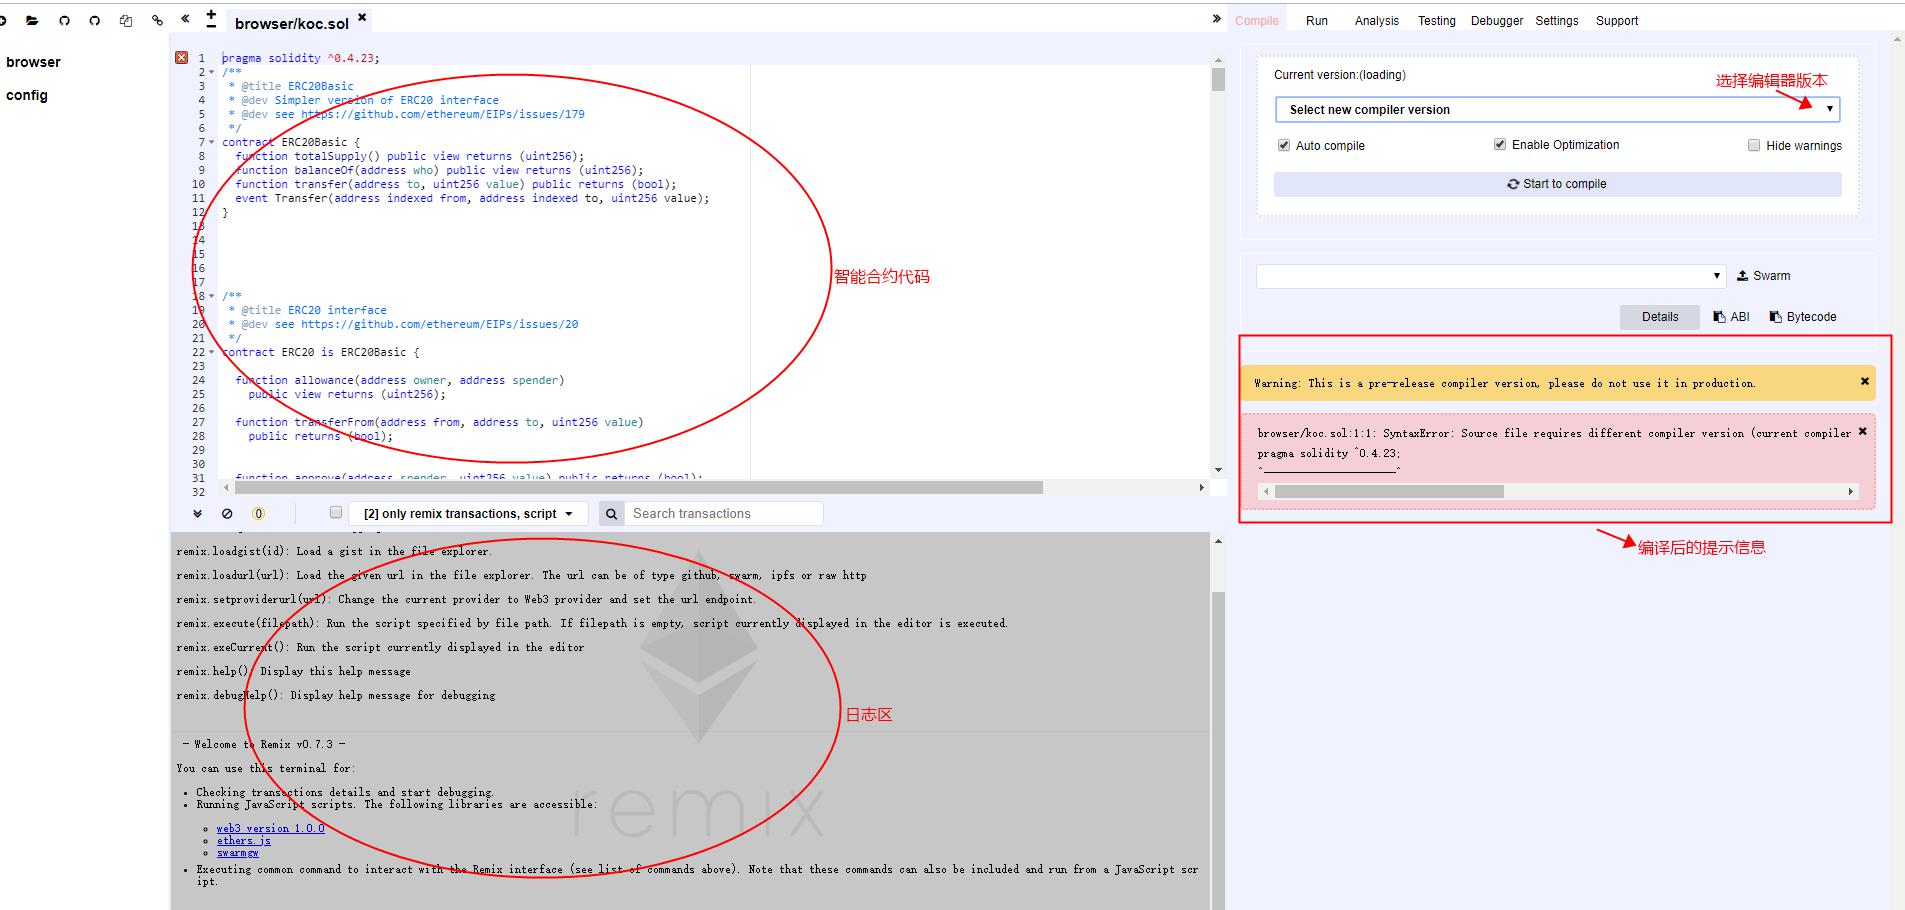 browser/koc.sol
Compile Run Analysis Testing Debugger Settings Support
browser
config
1 pragma solidity ^0.4.23;
2 /**
3 * @title ERC20Basic
4 * @dev Simpler version of ERC20 interface
5 * @dev see https://github.com/ethereum/EIPs/issues/179
6 */
7 contract ERC20Basic {
8 function totalSupply() public view returns (uint256);
9 function balanceOf(address who) public view returns (uint256);
10 function transfer(address to, uint256 value) public returns (bool);
11 event Transfer(address indexed from, address indexed to, uint256 value);
12 }
13
14
15
16
17
18 /**
19 * @title ERC20 interface
20 * @dev see https://github.com/ethereum/EIPs/issues/20
21 */
22 contract ERC20 is ERC20Basic {
23
24 function allowance(address owner, address spender)
25 public view returns (uint256);
26
27 function transferFrom(address from, address to, uint256 value)
28 public returns (bool);
29
30
31 function approve(address spender, uint256 value) public returns (bool);
32
智能合约代码
[2] only remix transactions, script
Search transactions
0
remix.loadgist(id): Load a gist in the file explorer.
remix.loadurl(url): Load the given url in the file explorer. The url can be of type github, swarm, ipfs or raw http
remix.setproviderurl(url): Change the current provider to Web3 provider and set the url endpoint.
remix.execute(filepath): Run the script specified by file path. If filepath is empty, script currently displayed in the editor is executed.
remix.exeCurrent(): Run the script currently displayed in the editor
remix.help(): Display this help message
remix.debugHelp(): Display help message for debugging
日志区
- Welcome to Remix v0.7.3 -
You can use this terminal for:
• Checking transactions details and start debugging.
• Running JavaScript scripts. The following libraries are accessible:
web3 version 1.0.0
ethers.js
swarmgw
• Executing common command to interact with the Remix interface (see list of commands above). Note that these commands can also be included and run from a JavaScript scr
ipt.
remix
Current version:(loading)
选择编辑器版本
Select new compiler version
Auto compile
Enable Optimization
Hide warnings
Start to compile
Swarm
Details
ABI
Bytecode
Warning: This is a pre-release compiler version, please do not use it in production.
browser/koc.sol:1:1: SyntaxError: Source file requires different compiler version (current compiler
pragma solidity ^0.4.23;
^______________________^
编译后的提示信息